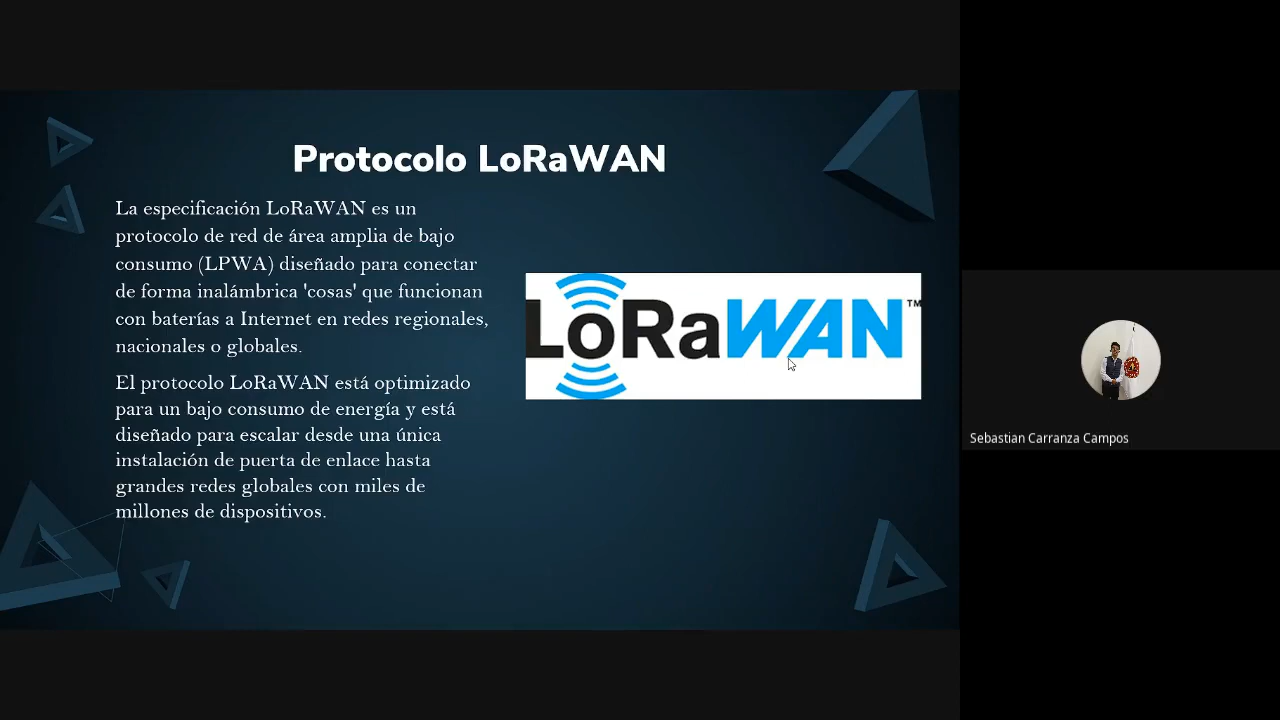 Protocolo LoRaWAN
La especificación LoRaWAN es un
protocolo de red de área amplia de bajo
consumo (LPWA) diseñado para conectar
de forma inalámbrica 'cosas' que funcionan
con baterías a Internet en redes regionales,
nacionales o globales.
El protocolo LoRaWAN está optimizado
para un bajo consumo de energía y está
diseñado para escalar desde una única
instalación de puerta de enlace hasta
grandes redes globales con miles de
millones de dispositivos.
LoRaWAN™
Sebastian Carranza Campos